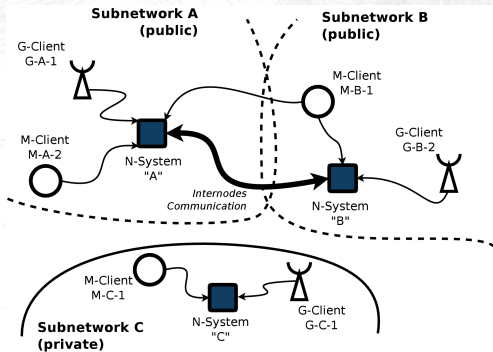 Subnetwork A
(public)
Subnetwork B
(public)
G-Client
G-A-1
M-Client
M-B-1
M-Client
M-A-2
N-System
"A"
G-Client
G-B-2
Internodes
Communication
N-System
"B"
M-Client
M-C-1
N-System
"C"
G-Client
G-C-1
Subnetwork C
(private)